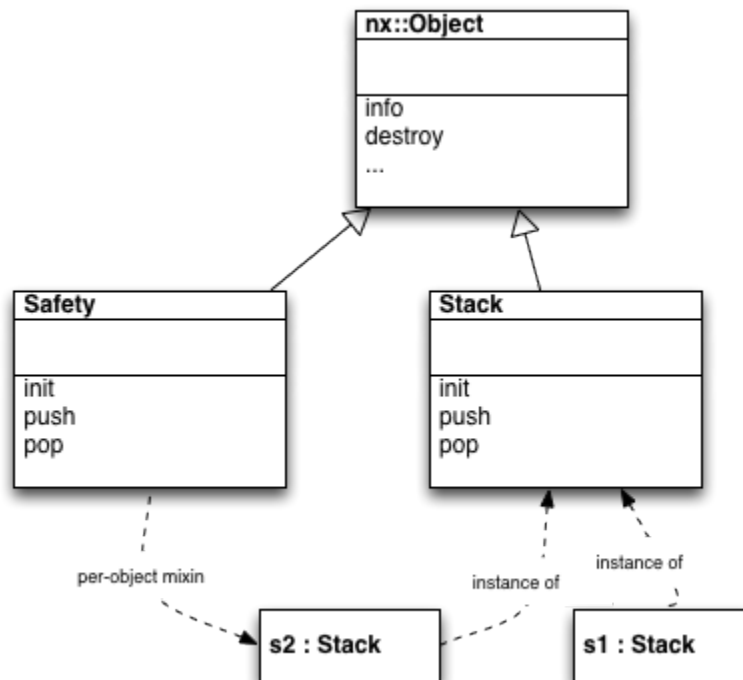 nx::Object
info
destroy
...
Safety
init
push
pop
Stack
init
push
pop
per-object mixin
instance of
instance of
s2 : Stack
s1 : Stack